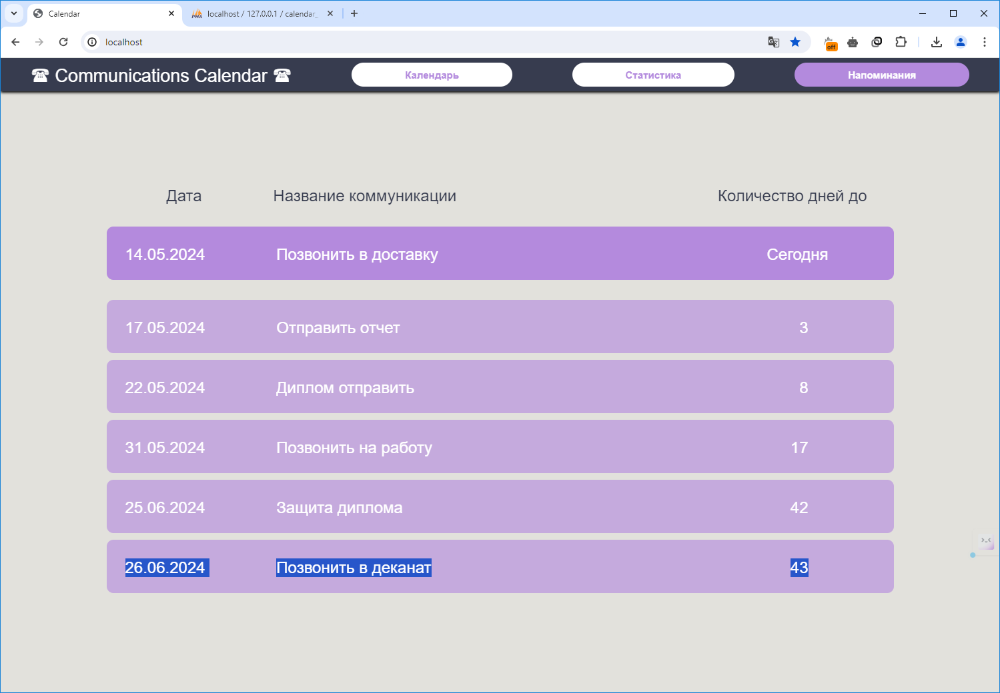 Calendar
localhost / 127.0.0.1 / calendar_
localhost
off
☎ Communications Calendar ☎
Календарь
Статистика
Напоминания
Дата Название коммуникации Количество дней до
14.05.2024 Позвонить в доставку Сегодня
17.05.2024 Отправить отчет 3
22.05.2024 Диплом отправить 8
31.05.2024 Позвонить на работу 17
25.06.2024 Защита диплома 42
26.06.2024 Позвонить в деканат 43